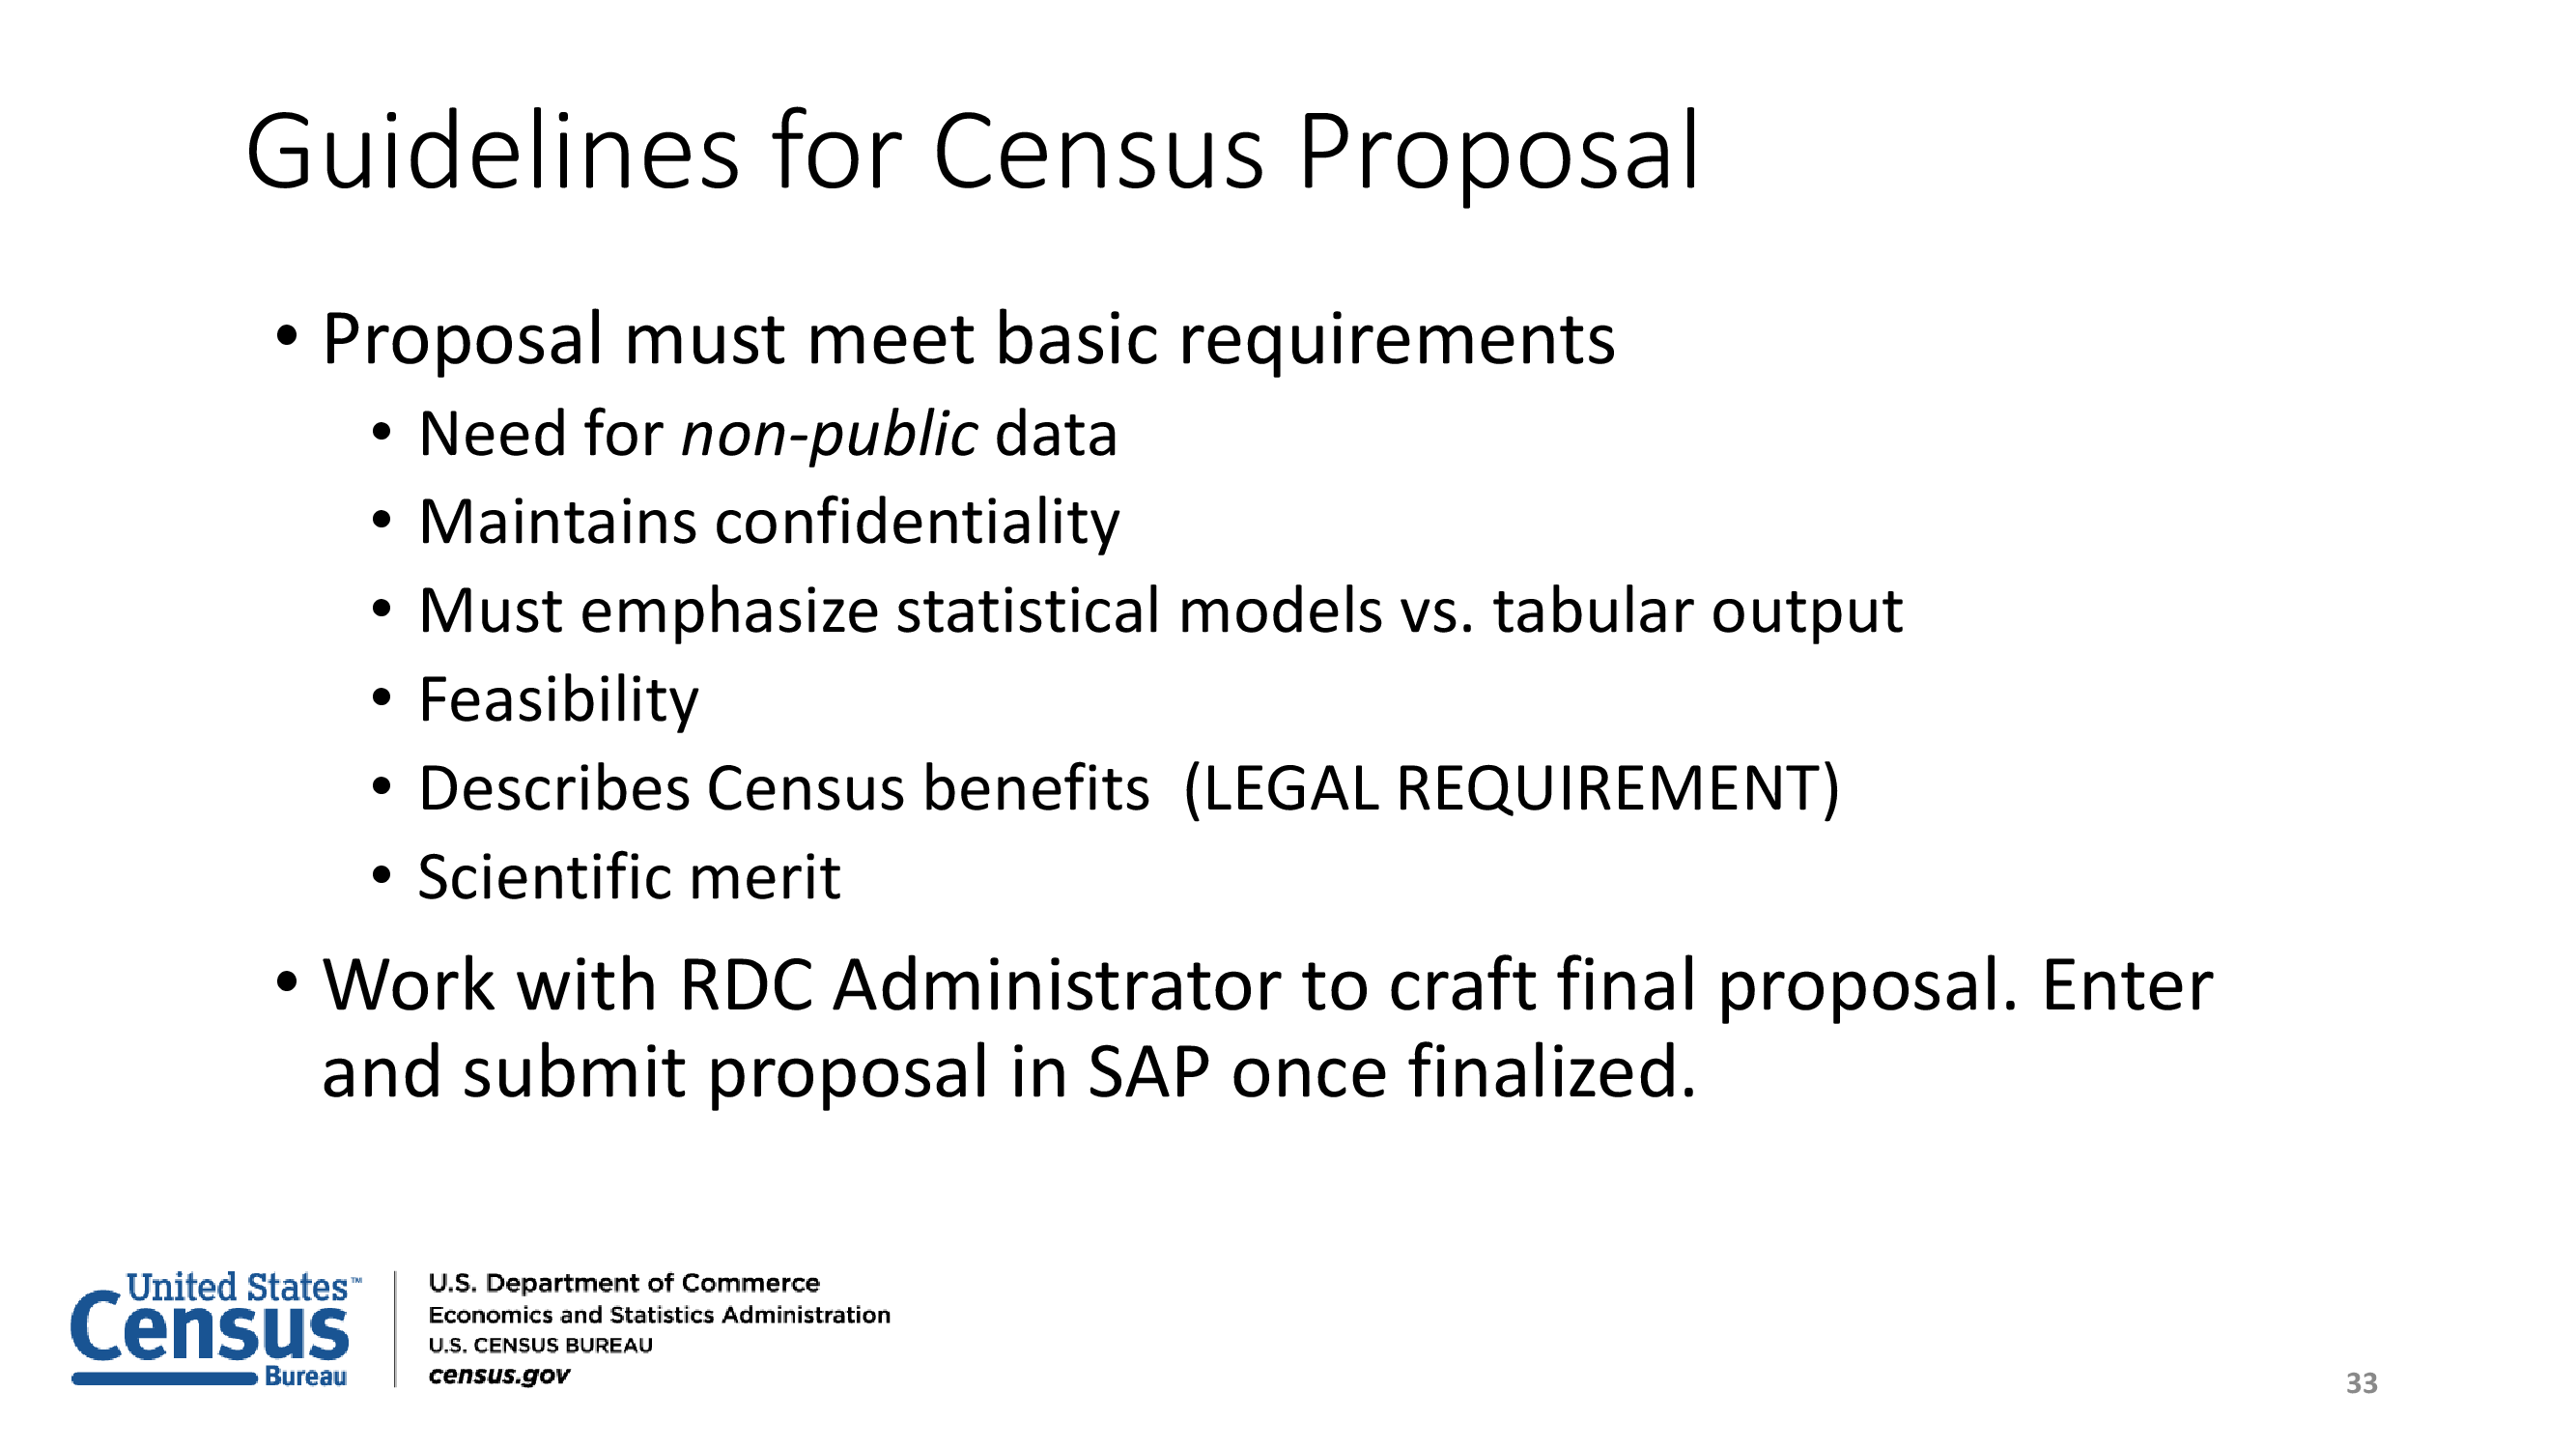 Guidelines for Census Proposal
• Proposal must meet basic requirements
• Need for non-public data
• Maintains confidentiality
• Must emphasize statistical models vs. tabular output
• Feasibility
• Describes Census benefits  (LEGAL REQUIREMENT)
• Scientific merit
• Work with RDC Administrator to craft final proposal. Enter
and submit proposal in SAP once finalized.
United States™
Census
Bureau
U.S. Department of Commerce
Economics and Statistics Administration
U.S. CENSUS BUREAU
census.gov
33